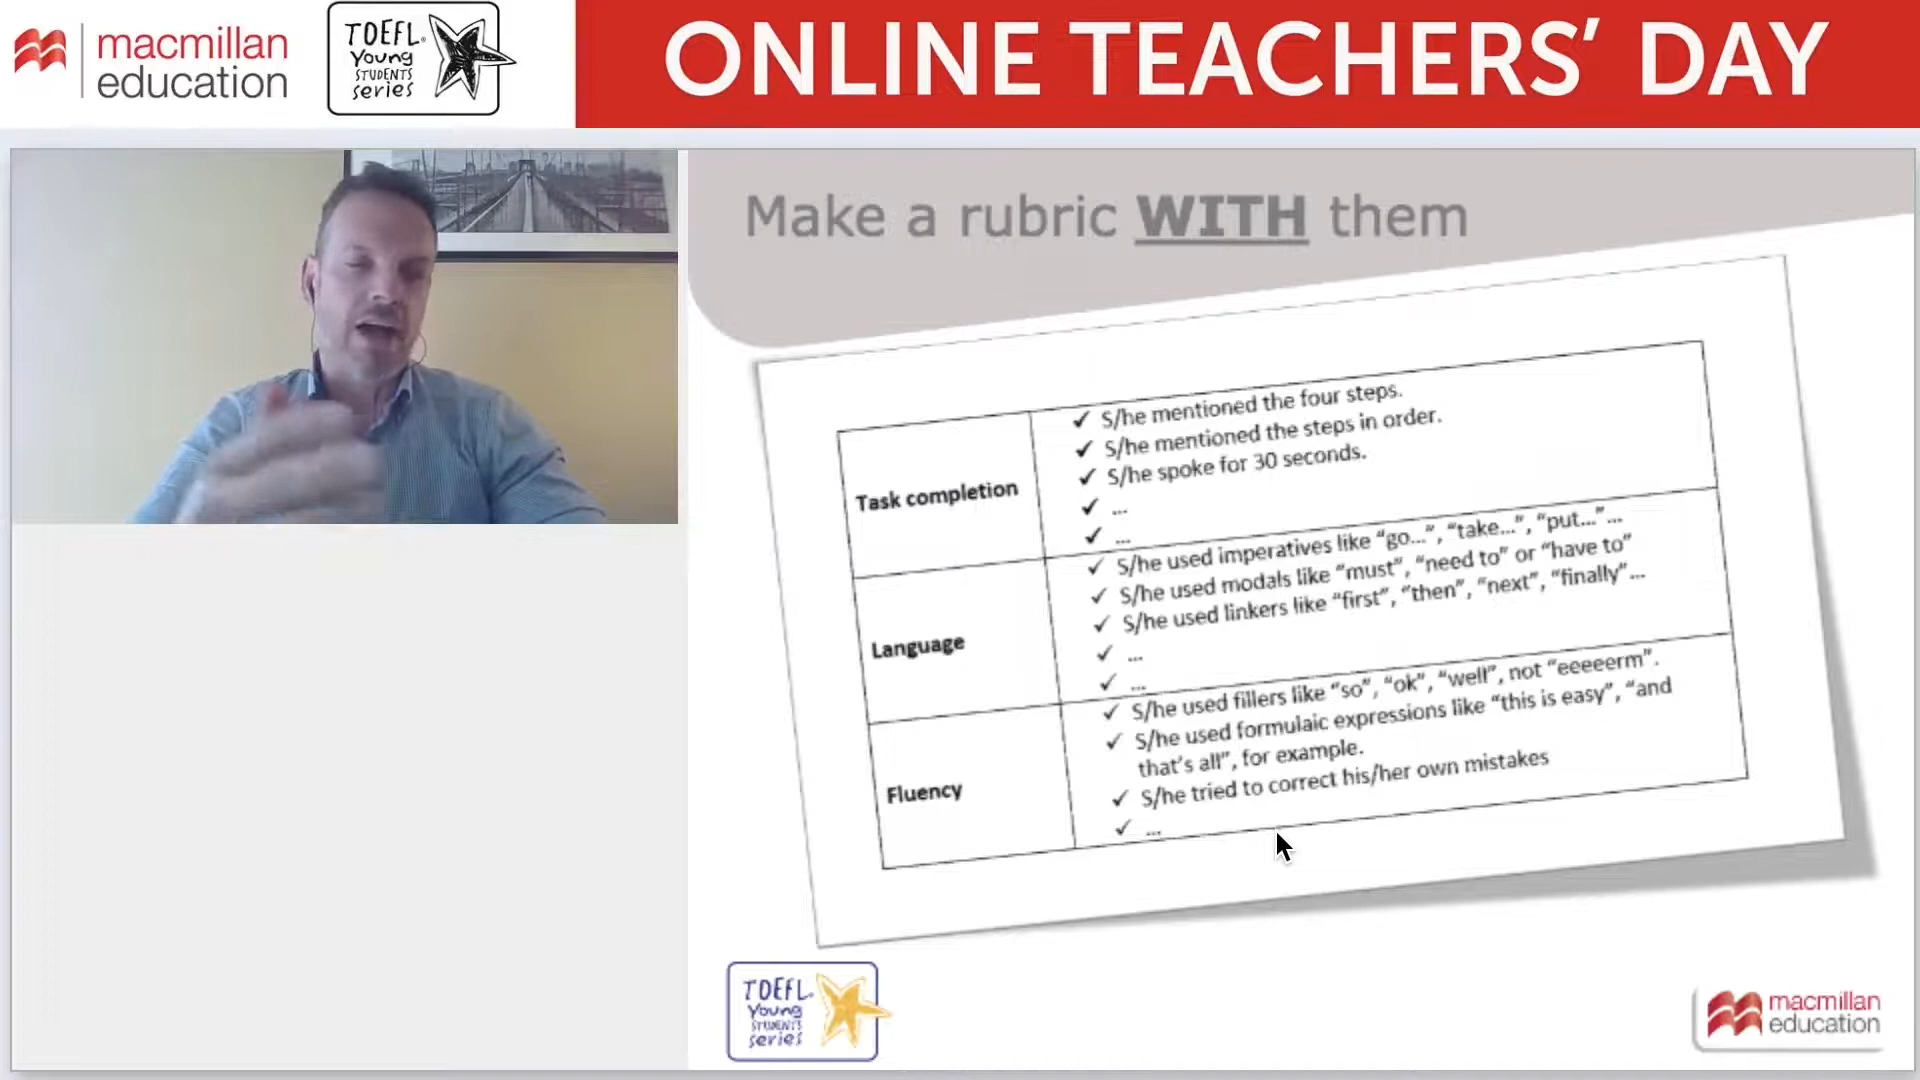 macmillan
education
TOEFL®
Young
STUDENTS
series
ONLINE TEACHERS' DAY
Make a rubric WITH them
Task completion
✓ S/he mentioned the four steps.
✓ S/he mentioned the steps in order.
✓ S/he spoke for 30 seconds.
✓ ...
✓ ...
Language
✓ S/he used imperatives like “go...”, “take...”, “put...”...
✓ S/he used modals like “must”, “need to” or “have to”
✓ S/he used linkers like “first”, “then”, “next”, “finally”...
✓ ...
✓ ...
Fluency
✓ S/he used fillers like “so”, “ok”, “well”, not “eeeeerm”.
✓ S/he used formulaic expressions like “this is easy”, “and
that’s all”, for example.
✓ S/he tried to correct his/her own mistakes
✓ ...
TOEFL®
Young
STUDENTS
series
macmillan
education